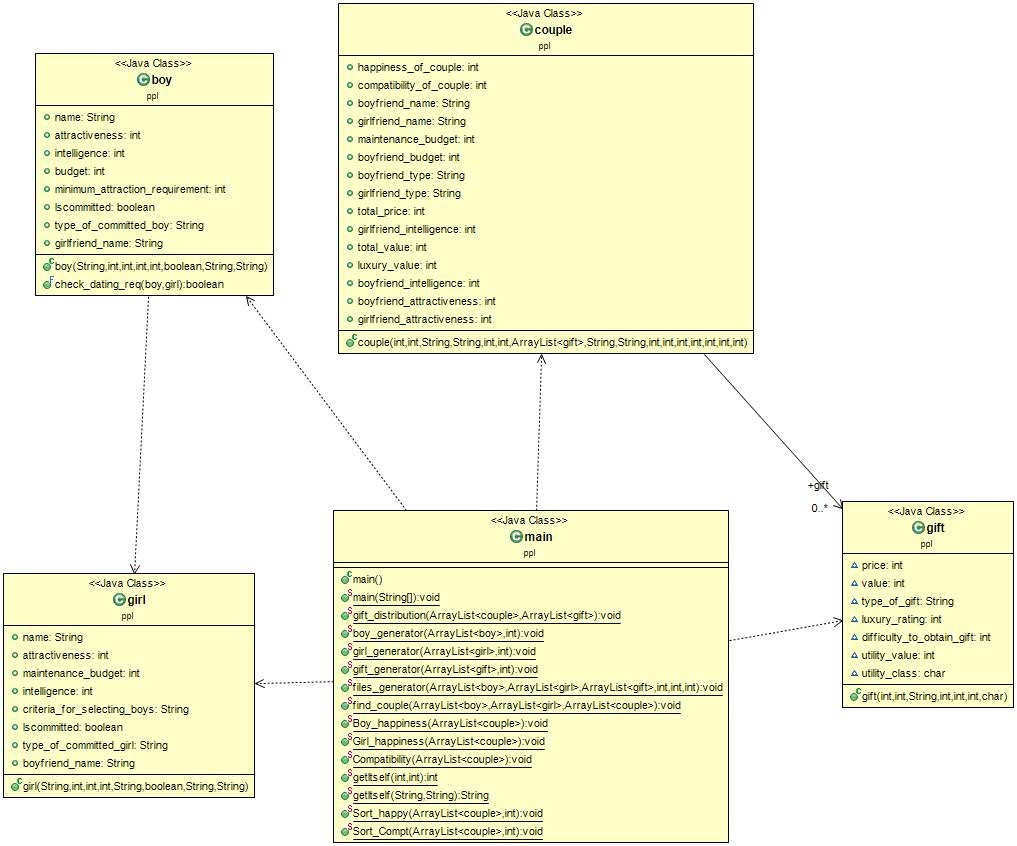 <<Java Class>>
boy
ppl
name: String
attractiveness: int
intelligence: int
budget: int
minimum_attraction_requirement: int
Iscommitted: boolean
type_of_committed_boy: String
girlfriend_name: String
boy(String,int,int,int,int,boolean,String,String)
check_dating_req(boy,girl):boolean
<<Java Class>>
couple
ppl
happiness_of_couple: int
compatibility_of_couple: int
boyfriend_name: String
girlfriend_name: String
maintenance_budget: int
boyfriend_budget: int
boyfriend_type: String
girlfriend_type: String
total_price: int
girlfriend_intelligence: int
total_value: int
luxury_value: int
boyfriend_intelligence: int
boyfriend_attractiveness: int
girlfriend_attractiveness: int
couple(int,int,String,String,int,int,ArrayList<gift>,String,String,int,int,int,int,int,int,int)
+gift
0..*
<<Java Class>>
girl
ppl
name: String
attractiveness: int
maintenance_budget: int
intelligence: int
criteria_for_selecting_boys: String
Iscommitted: boolean
type_of_committed_girl: String
boyfriend_name: String
girl(String,int,int,int,String,boolean,String,String)
<<Java Class>>
main
ppl
main()
main(String[]):void
gift_distribution(ArrayList<couple>,ArrayList<gift>):void
boy_generator(ArrayList<boy>,int):void
girl_generator(ArrayList<girl>,int):void
gift_generator(ArrayList<gift>,int):void
files_generator(ArrayList<boy>,ArrayList<girl>,ArrayList<gift>,int,int,int):void
find_couple(ArrayList<boy>,ArrayList<girl>,ArrayList<couple>):void
Boy_happiness(ArrayList<couple>):void
Girl_happiness(ArrayList<couple>):void
Compatibility(ArrayList<couple>):void
getItself(int,int):int
getItself(String,String):String
Sort_happy(ArrayList<couple>,int):void
Sort_Compt(ArrayList<couple>,int):void
<<Java Class>>
gift
ppl
price: int
value: int
type_of_gift: String
luxury_rating: int
difficulty_to_obtain_gift: int
utility_value: int
utility_class: char
gift(int,int,String,int,int,int,char)